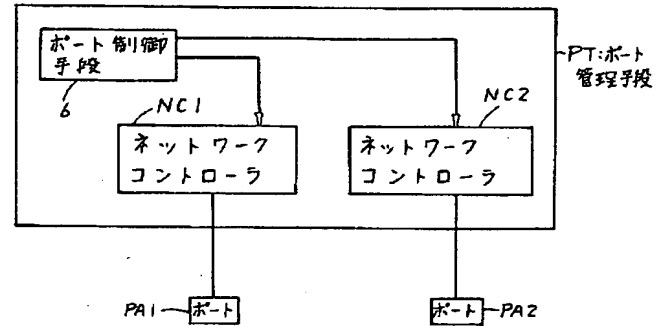 ポート制御
手段
6
PT:ポート
管理手段
NC1
NC2
ネットワーク
コントローラ
ネットワーク
コントローラ
PA1
ポート
ポート
PA2